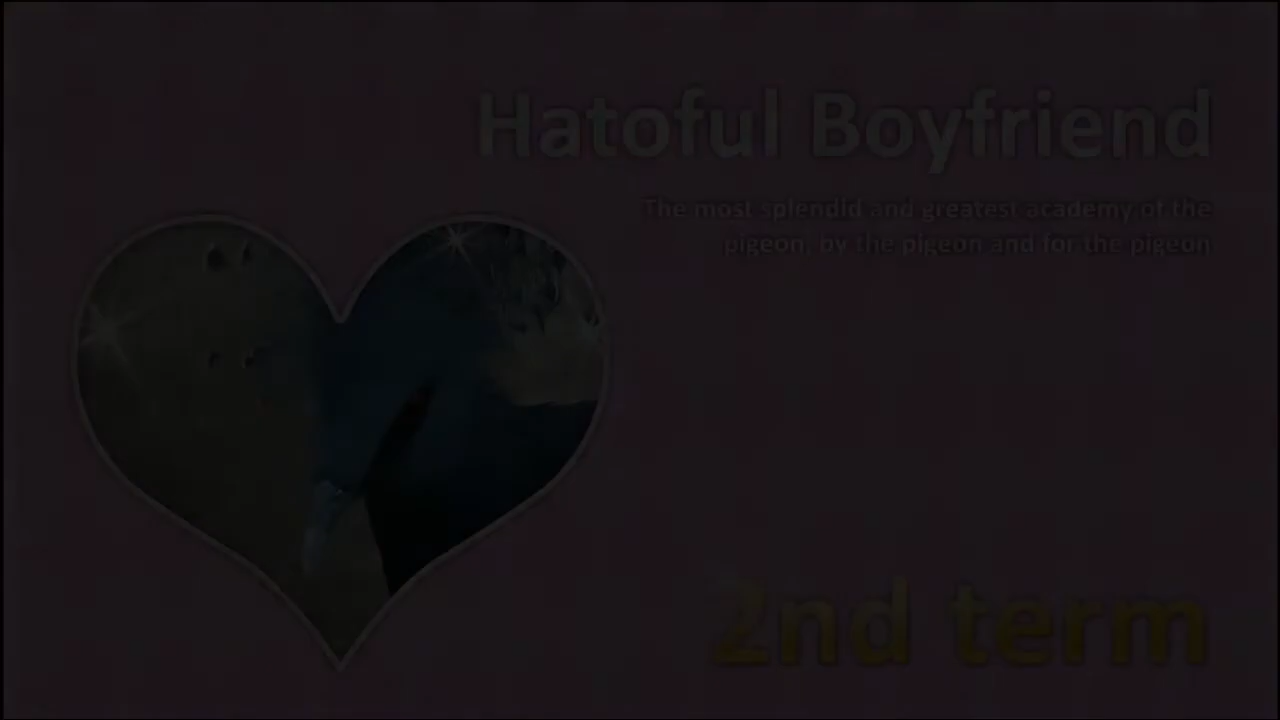 Hatoful Boyfriend
The most splendid and greatest academy of the
pigeon, by the pigeon and for the pigeon
2nd term